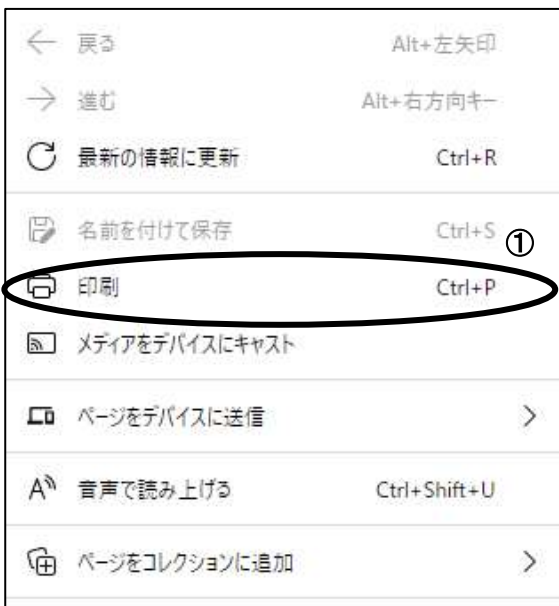 戻る Alt+左矢印
進む Alt+右方向キー
最新の情報に更新 Ctrl+R
名前を付けて保存 Ctrl+S ①
印刷 Ctrl+P
メディアをデバイスにキャスト
ページをデバイスに送信
音声で読み上げる Ctrl+Shift+U
ページをコレクションに追加